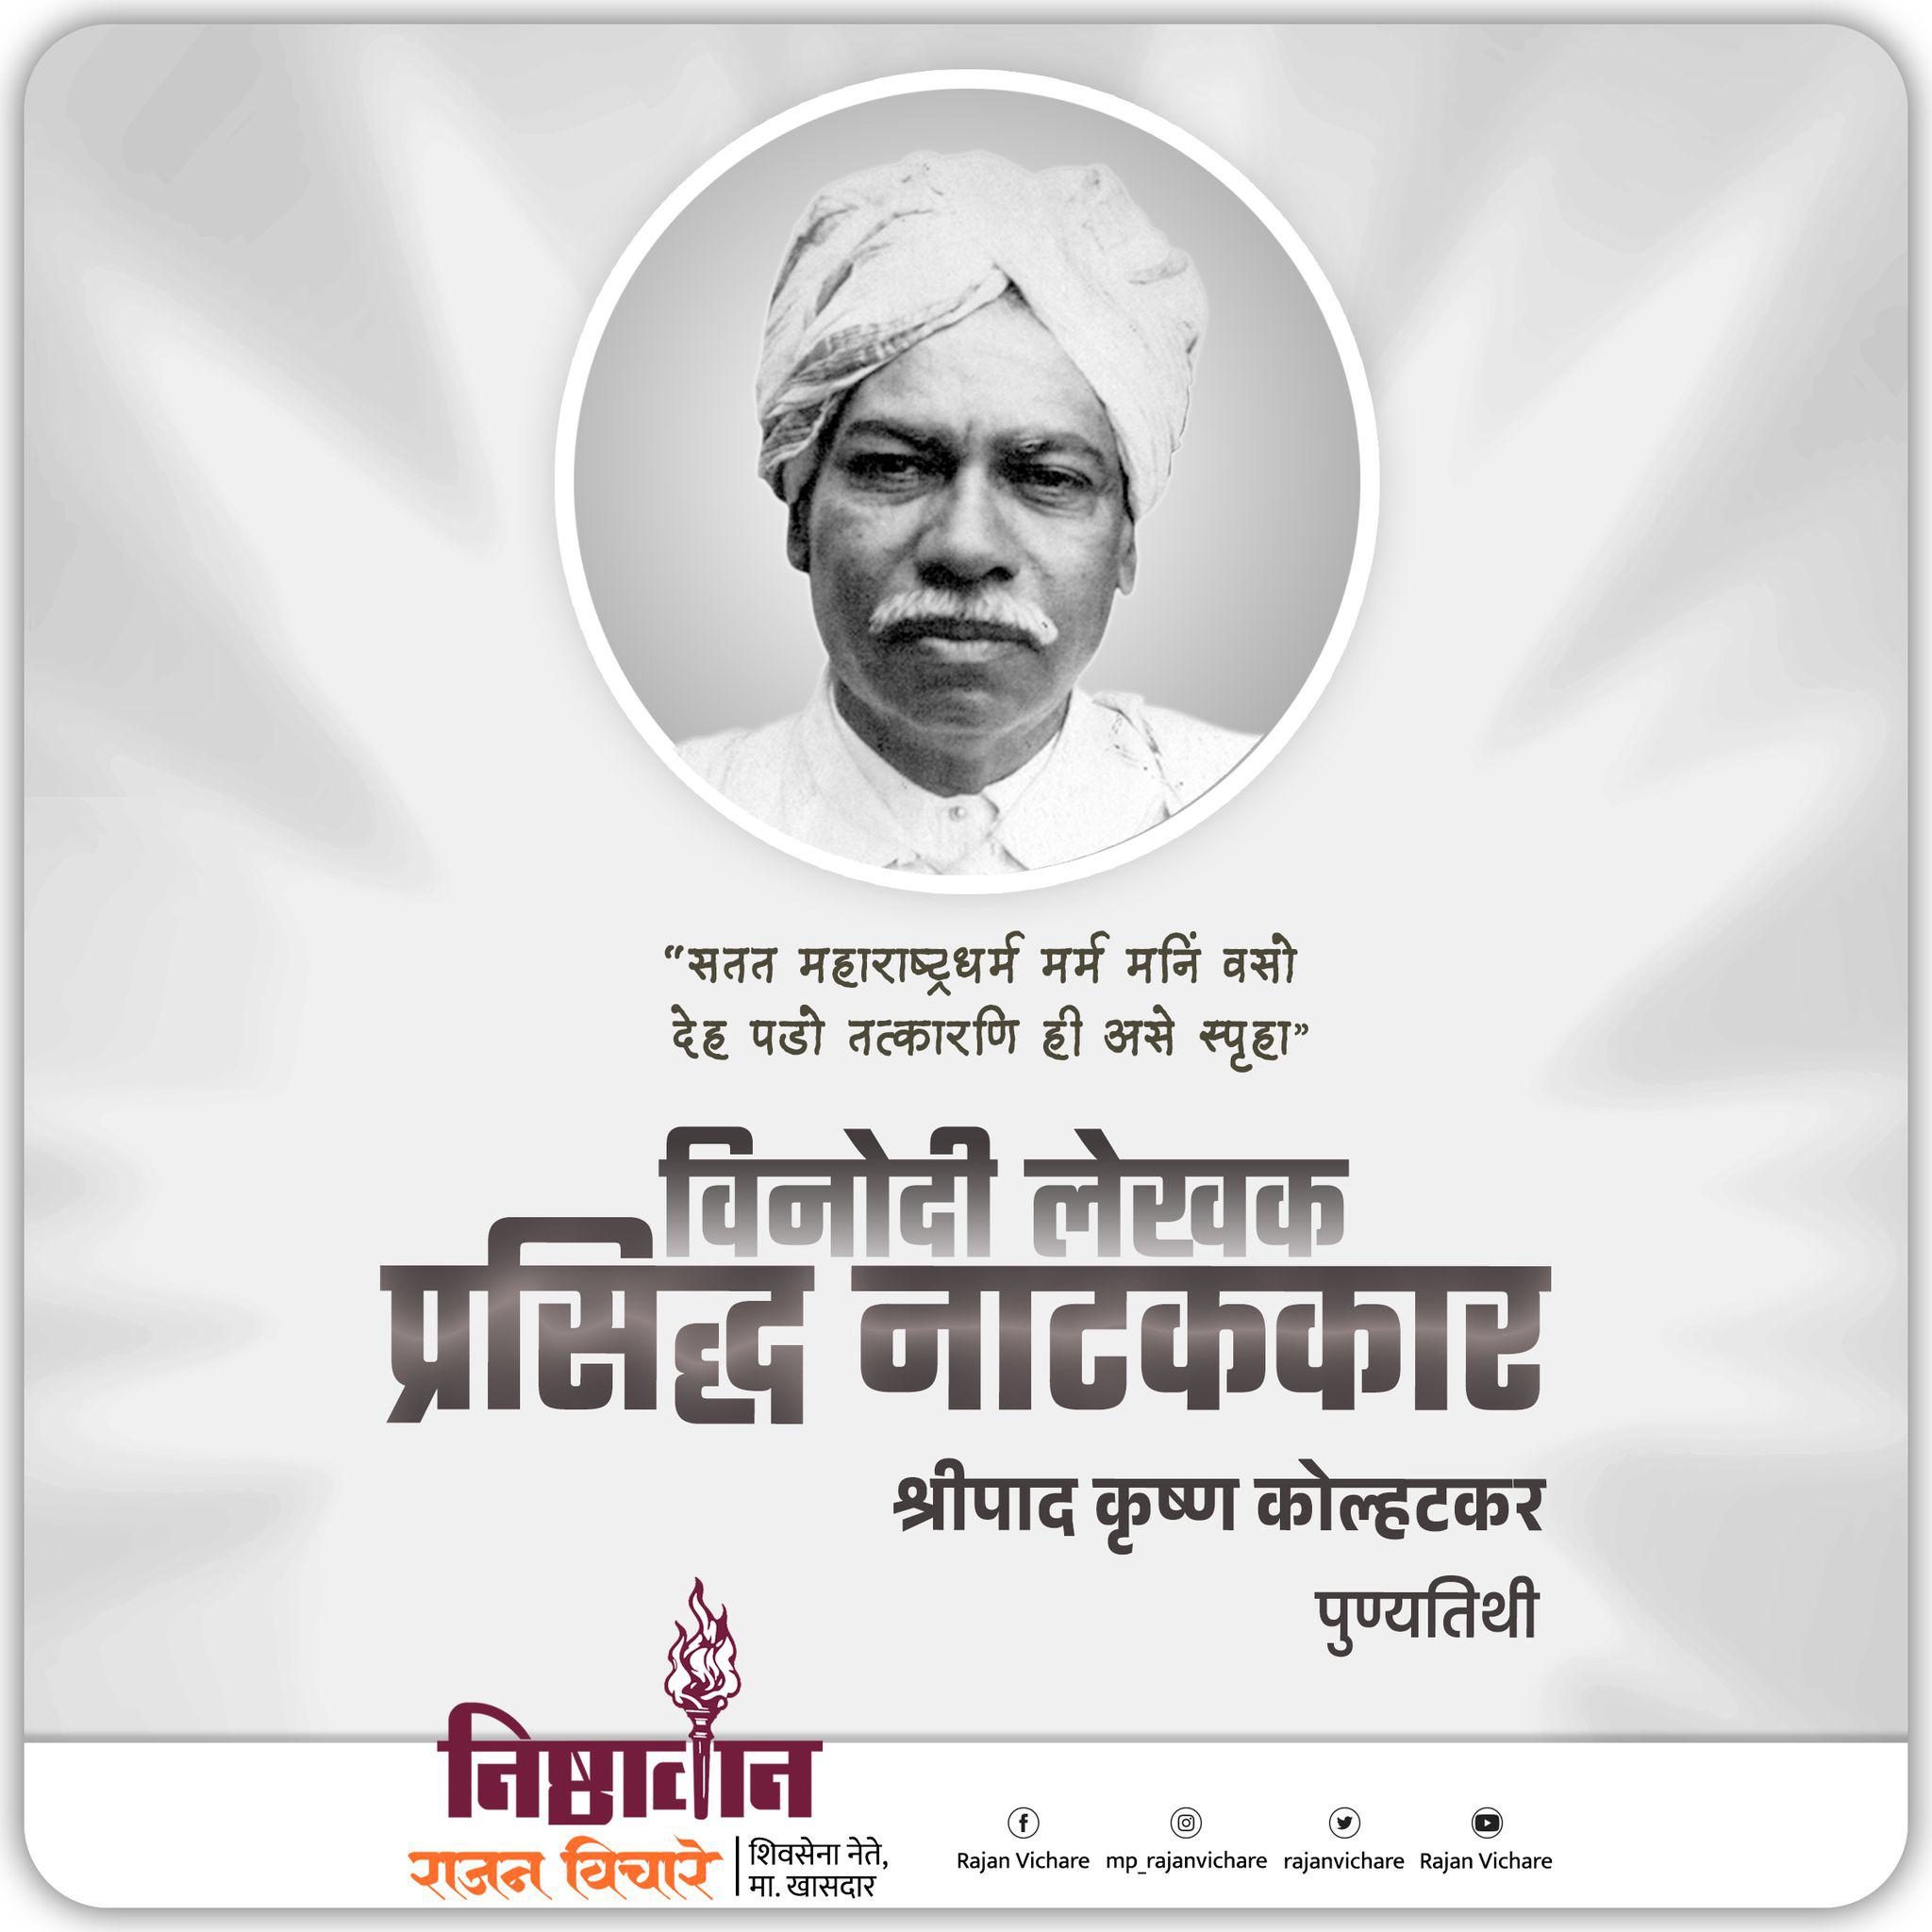 “सतत महाराष्ट्रधर्म मर्म मनिं वसो
देह पडो तत्कारणि ही असे स्पृहा”
विनोदी लेखक
प्रसिद्ध नाटककार
श्रीपाद कृष्ण कोल्हटकर
पुण्यतिथी
निष्ठावान
राजन विचारे
शिवसेना नेते,
मा. खासदार
Rajan Vichare mp_rajanvichare rajanvichare Rajan Vichare